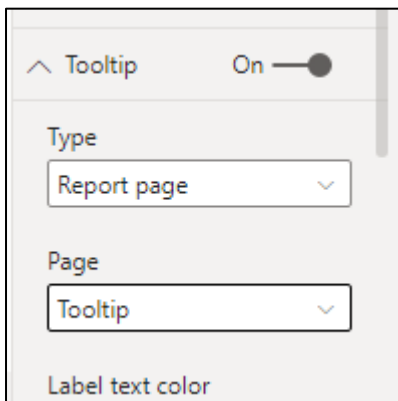 Tooltip On
Type
Report page
Page
Tooltip
Label text color